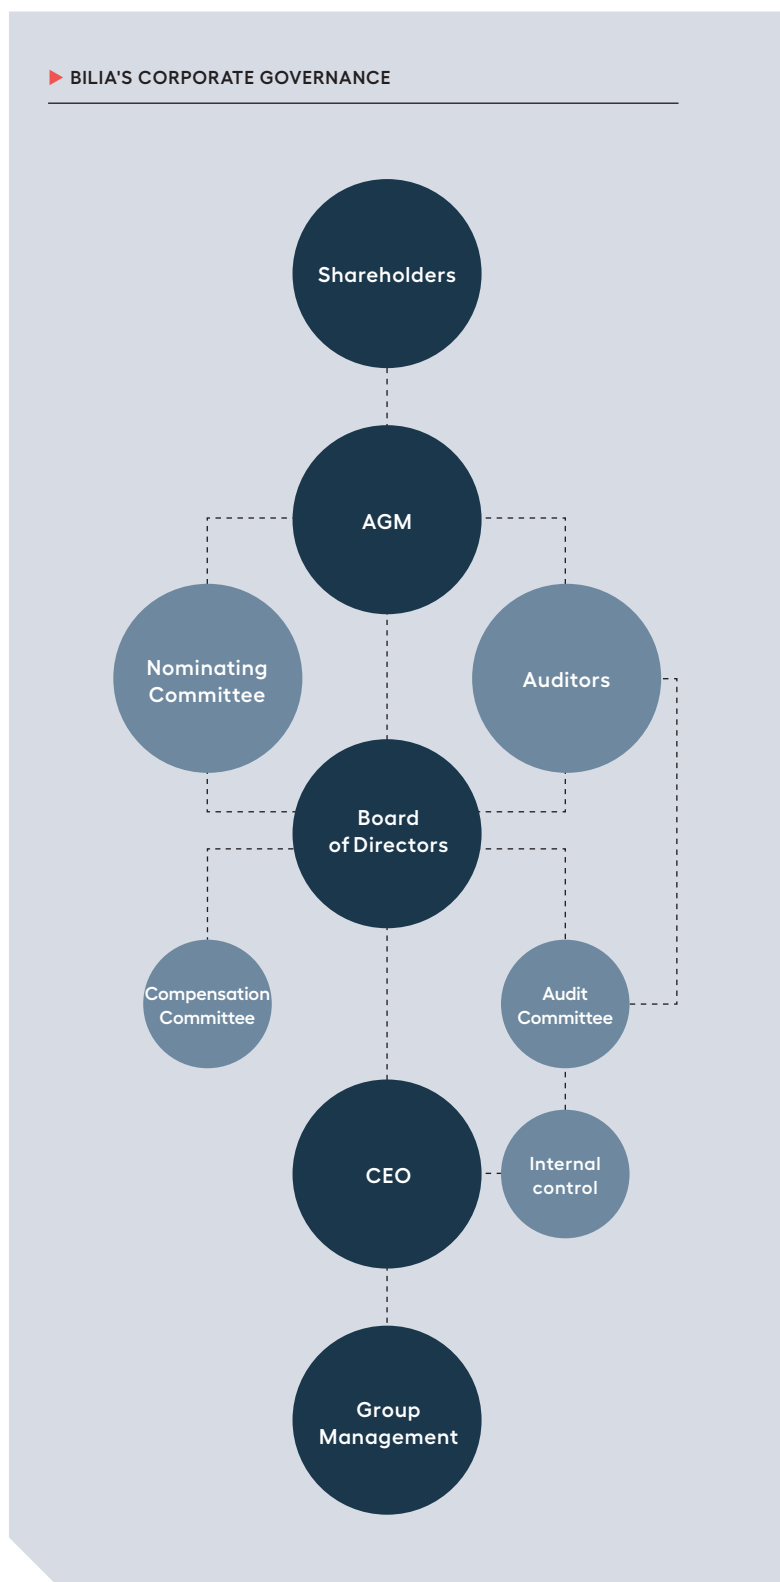 BILIA'S CORPORATE GOVERNANCE
Shareholders
AGM
Nominating
Committee
Auditors
Board
of Directors
Compensation
Committee
Audit
Committee
CEO
Internal
control
Group
Management